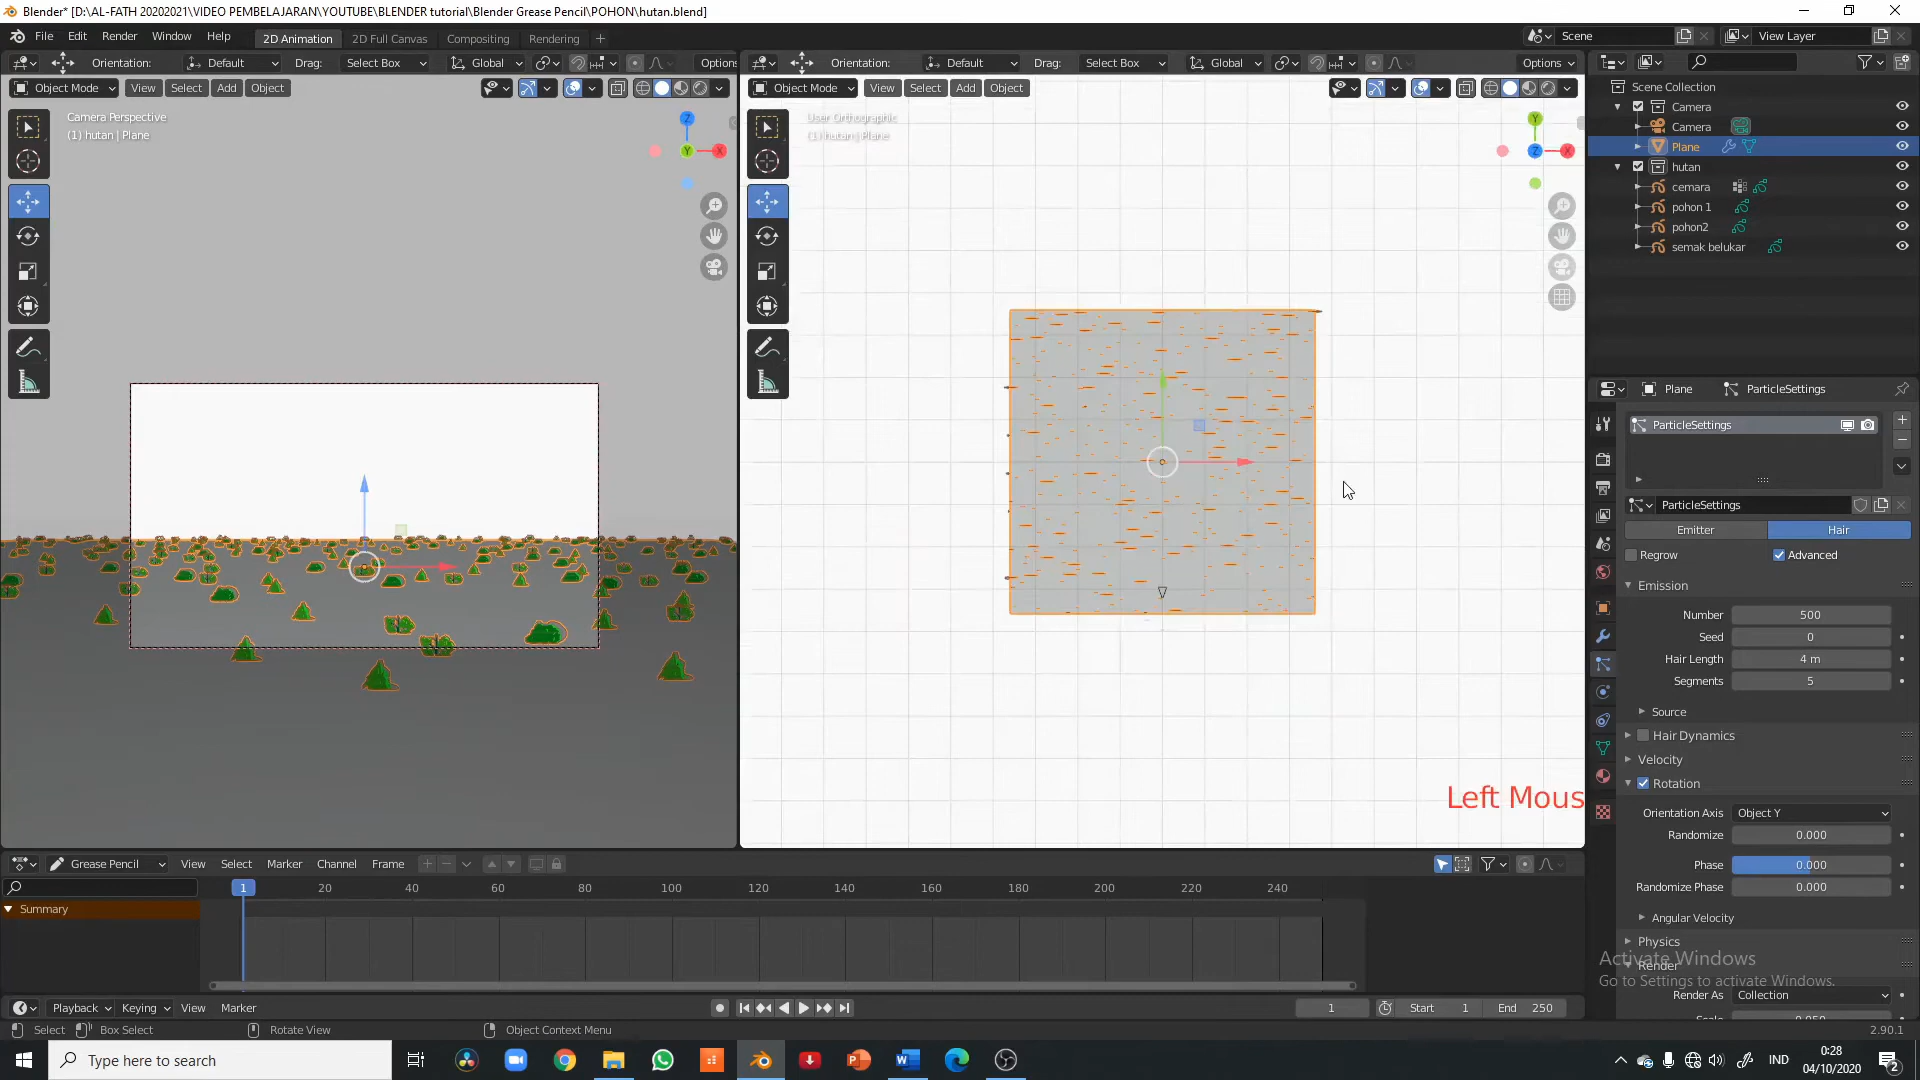 Blender* [D:\AL-FATH 20202021\VIDEO PEMBELAJARAN\YOUTUBE\BLENDER tutorial\Blender Grease Pencil\POHON\hutan.blend]
File Edit Render Window Help 2D Animation 2D Full Canvas Compositing Rendering + Scene View Layer
Orientation: Default Drag: Select Box Global Options
Orientation: Default Drag: Select Box Global Options
Object Mode View Select Add Object
Object Mode View Select Add Object
Camera Perspective
(1) hutan | Plane
User Orthographic
(1) hutan | Plane
Z
Y
X
Y
Z
X
Scene Collection
Camera
Camera
Plane
hutan
cemara
pohon 1
pohon2
semak belukar
Plane ParticleSettings
ParticleSettings
ParticleSettings
Emitter Hair
Regrow Advanced
Emission
Number 500
Seed 0
Hair Length 4 m
Segments 5
Source
Hair Dynamics
Velocity
Rotation
Orientation Axis Object Y
Randomize 0.000
Phase 0.000
Randomize Phase 0.000
Angular Velocity
Physics
Render
Render As Collection
Scale 0.050
Activate Windows
Go to Settings to activate Windows.
Left Mous
Grease Pencil View Select Marker Channel Frame
1 20 40 60 80 100 120 140 160 180 200 220 240
Summary
Playback Keying View Marker 1 Start 1 End 250
Select Box Select Rotate View Object Context Menu 2.90.1
Type here to search
IND
0:28
04/10/2020
2